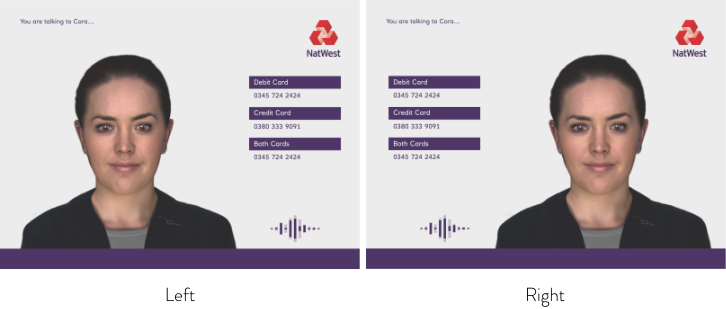 You are talking to Cora...
NatWest
Debit Card
0345 724 2424
Credit Card
0380 333 9091
Both Cards
0345 724 2424
Left
You are talking to Cora...
NatWest
Debit Card
0345 724 2424
Credit Card
0380 333 9091
Both Cards
0345 724 2424
Right